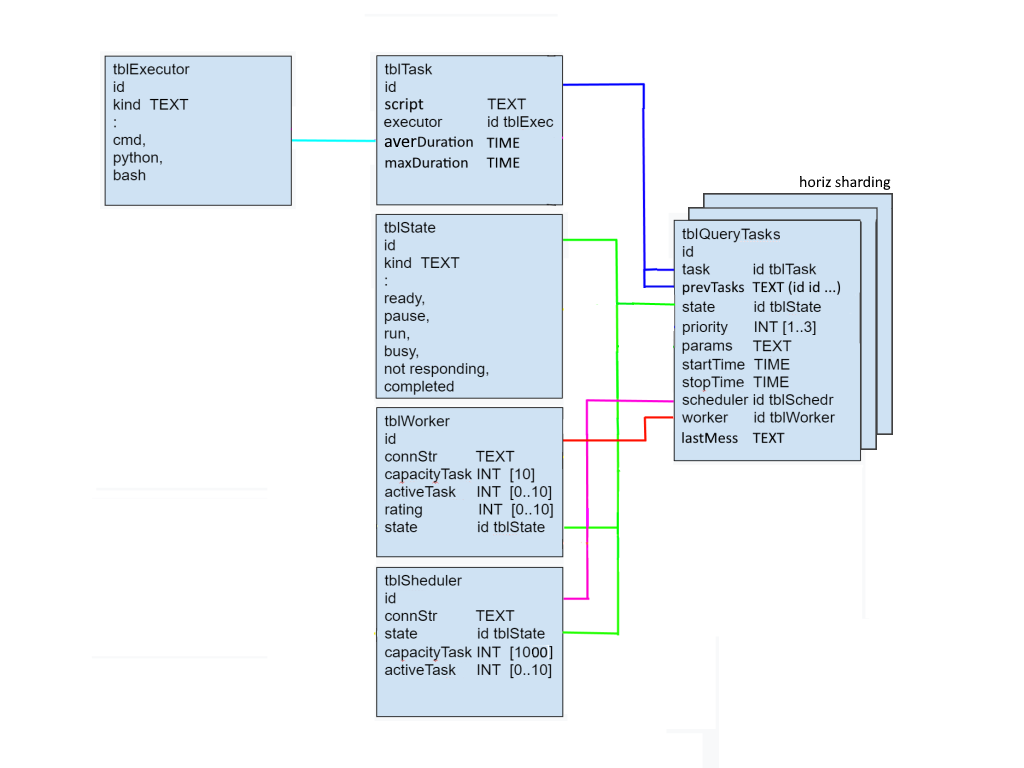 tblExecutor
id
kind TEXT
:
cmd,
python,
bash
tblTask
id
script TEXT
executor id tblExec
averDuration TIME
maxDuration TIME
tblState
id
kind TEXT
:
ready,
pause,
run,
busy,
not responding,
completed
tblWorker
id
connStr TEXT
capacityTask INT [10]
activeTask INT [0..10]
rating INT [0..10]
state id tblState
tblSheduler
id
connStr TEXT
state id tblState
capacityTask INT [1000]
activeTask INT [0..10]
horiz sharding
tblQueryTasks
id
task id tblTask
prevTasks TEXT (id id ...)
state id tblState
priority INT [1..3]
params TEXT
startTime TIME
stopTime TIME
scheduler id tblSchedr
worker id tblWorker
lastMess TEXT